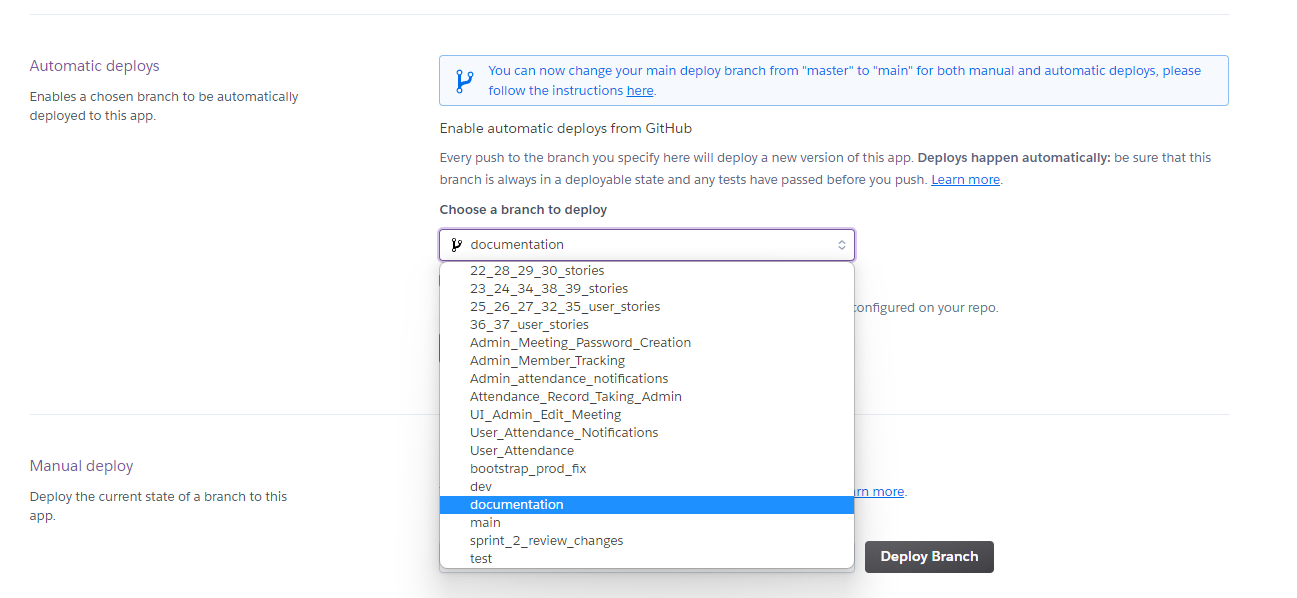 Automatic deploys
Enables a chosen branch to be automatically
deployed to this app.
You can now change your main deploy branch from "master" to "main" for both manual and automatic deploys, please
follow the instructions here.
Enable automatic deploys from GitHub
Every push to the branch you specify here will deploy a new version of this app. Deploys happen automatically: be sure that this
branch is always in a deployable state and any tests have passed before you push. Learn more.
Choose a branch to deploy
documentation
22_28_29_30_stories
23_24_34_38_39_stories
25_26_27_32_35_user_stories
configured on your repo.
36_37_user_stories
Admin_Meeting_Password_Creation
Admin_Member_Tracking
Admin_attendance_notifications
Attendance_Record_Taking_Admin
UI_Admin_Edit_Meeting
User_Attendance_Notifications
User_Attendance
bootstrap_prod_fix
dev
documentation
main
sprint_2_review_changes
test
Manual deploy
Deploy the current state of a branch to this
app.
more.
Deploy Branch